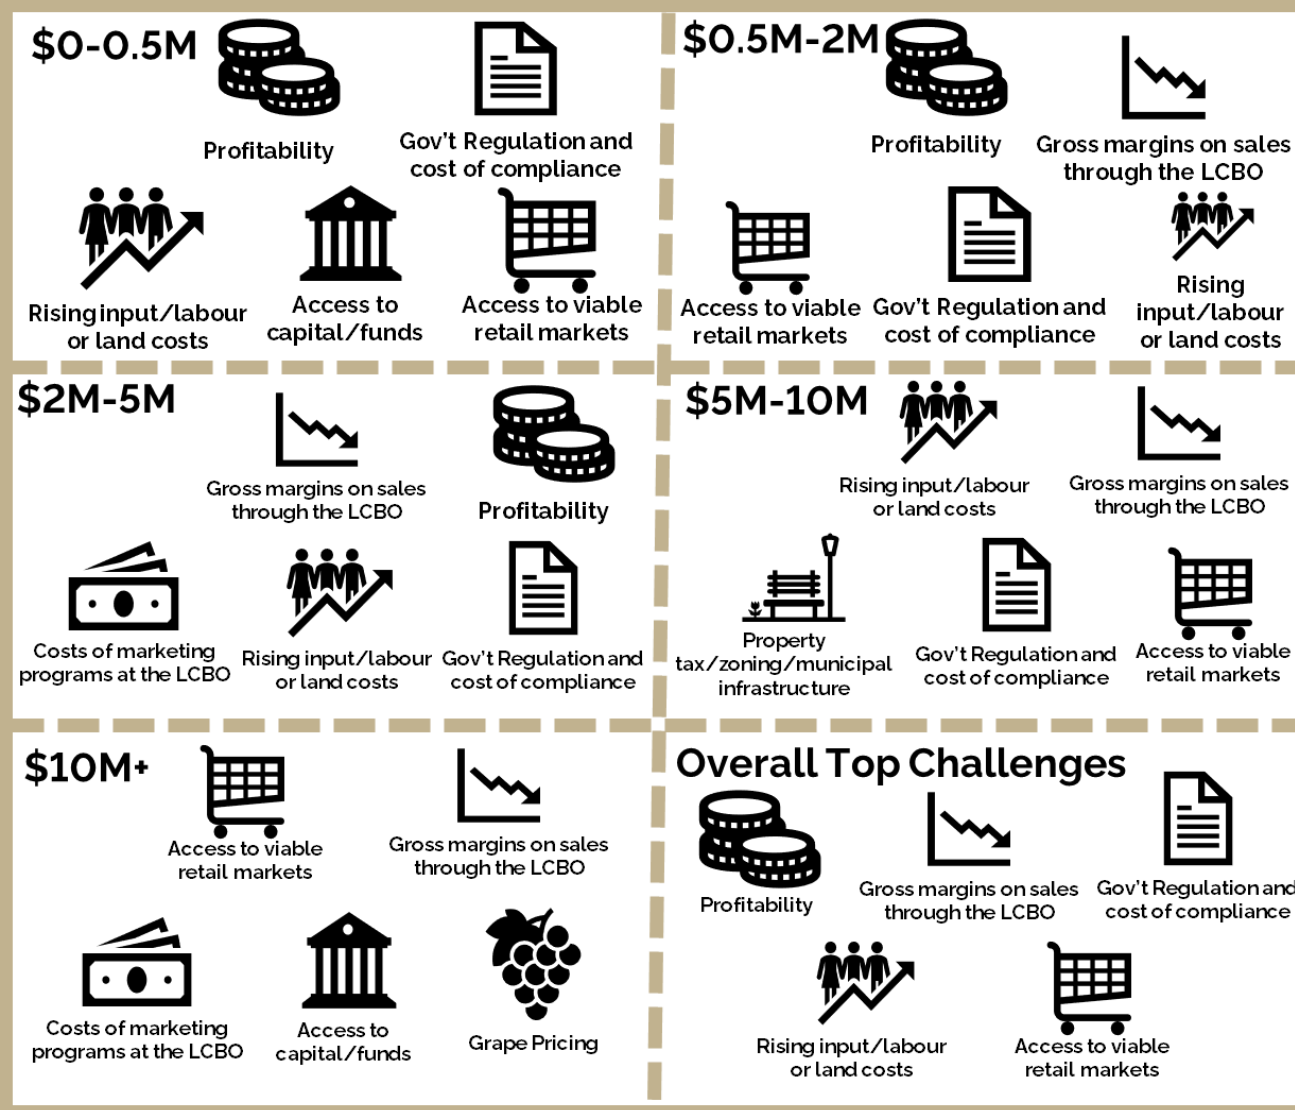 $0-0.5M
Profitability
Gov't Regulation and
cost of compliance
Rising input/labour
or land costs
Access to
capital/funds
Access to viable
retail markets
$0.5M-2M
Profitability
Gross margins on sales
through the LCBO
Access to viable
retail markets
Gov't Regulation and
cost of compliance
Rising
input/labour
or land costs
$2M-5M
Gross margins on sales
through the LCBO
Profitability
Costs of marketing
programs at the LCBO
Rising input/labour
or land costs
Gov't Regulation and
cost of compliance
$5M-10M
Rising input/labour
or land costs
Gross margins on sales
through the LCBO
Property
tax/zoning/municipal
infrastructure
Gov't Regulation and
cost of compliance
Access to viable
retail markets
$10M+
Access to viable
retail markets
Gross margins on sales
through the LCBO
Costs of marketing
programs at the LCBO
Access to
capital/funds
Grape Pricing
Overall Top Challenges
Profitability
Gross margins on sales
through the LCBO
Gov't Regulation and
cost of compliance
Rising input/labour
or land costs
Access to viable
retail markets